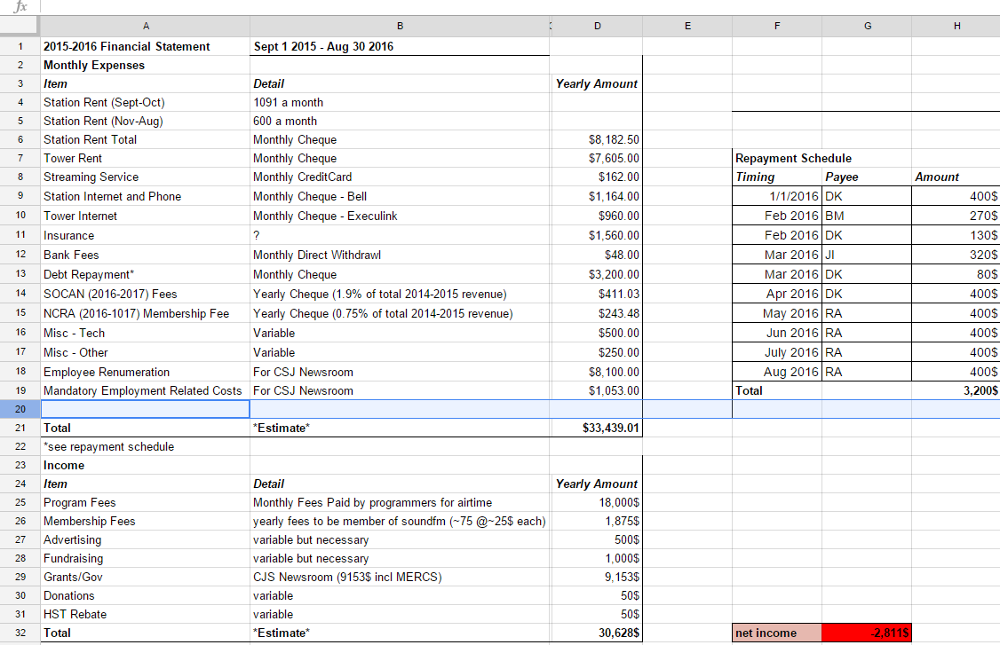 fx
A B C D E F G H
1 2015-2016 Financial Statement Sept 1 2015 - Aug 30 2016
2 Monthly Expenses
3 Item Detail Yearly Amount
4 Station Rent (Sept-Oct) 1091 a month
5 Station Rent (Nov-Aug) 600 a month
6 Station Rent Total Monthly Cheque $8,182.50
7 Tower Rent Monthly Cheque $7,605.00 Repayment Schedule
8 Streaming Service Monthly CreditCard $162.00 Timing Payee Amount
9 Station Internet and Phone Monthly Cheque - Bell $1,164.00 1/1/2016 DK 400$
10 Tower Internet Monthly Cheque - Execulink $960.00 Feb 2016 BM 270$
11 Insurance ? $1,560.00 Feb 2016 DK 130$
12 Bank Fees Monthly Direct Withdrawl $48.00 Mar 2016 JI 320$
13 Debt Repayment* Monthly Cheque $3,200.00 Mar 2016 DK 80$
14 SOCAN (2016-2017) Fees Yearly Cheque (1.9% of total 2014-2015 revenue) $411.03 Apr 2016 DK 400$
15 NCRA (2016-1017) Membership Fee Yearly Cheque (0.75% of total 2014-2015 revenue) $243.48 May 2016 RA 400$
16 Misc - Tech Variable $500.00 Jun 2016 RA 400$
17 Misc - Other Variable $250.00 July 2016 RA 400$
18 Employee Renumeration For CSJ Newsroom $8,100.00 Aug 2016 RA 400$
19 Mandatory Employment Related Costs For CSJ Newsroom $1,053.00 Total 3,200$
20
21 Total *Estimate* $33,439.01
22 *see repayment schedule
23 Income
24 Item Detail Yearly Amount
25 Program Fees Monthly Fees Paid by programmers for airtime 18,000$
26 Membership Fees yearly fees to be member of soundfm (~75 @~25$ each) 1,875$
27 Advertising variable but necessary 500$
28 Fundraising variable but necessary 1,000$
29 Grants/Gov CJS Newsroom (9153$ incl MERCS) 9,153$
30 Donations variable 50$
31 HST Rebate variable 50$
32 Total *Estimate* 30,628$ net income -2,811$